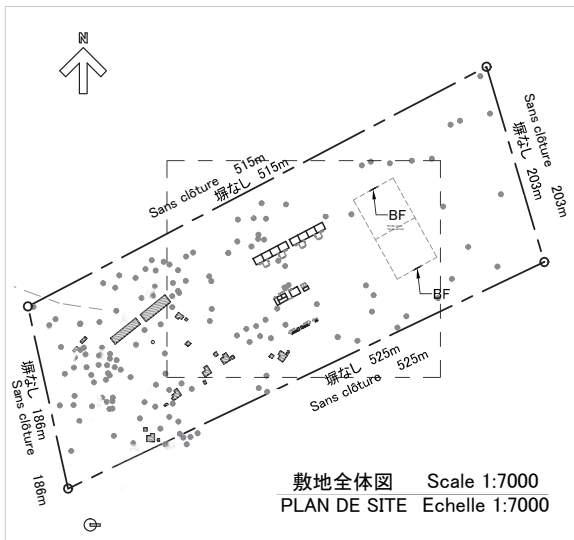 N
Sans clôture 515m
塀なし 515m
Sans clôture 203m
塀なし 203m
BF
BF
塀なし 525m
Sans clôture 525m
塀なし 186m
Sans clôture 186m
敷地全体図 Scale 1:7000
PLAN DE SITE Echelle 1:7000